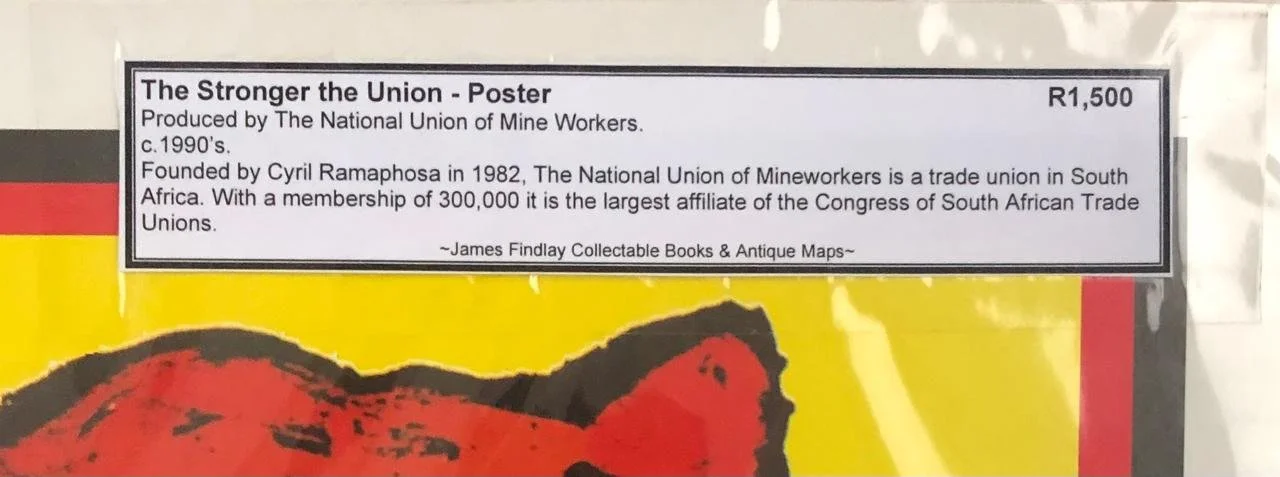 The Stronger the Union - Poster R1,500
Produced by The National Union of Mine Workers.
c.1990's.
Founded by Cyril Ramaphosa in 1982, The National Union of Mineworkers is a trade union in South
Africa. With a membership of 300,000 it is the largest affiliate of the Congress of South African Trade
Unions.
~James Findlay Collectable Books & Antique Maps~